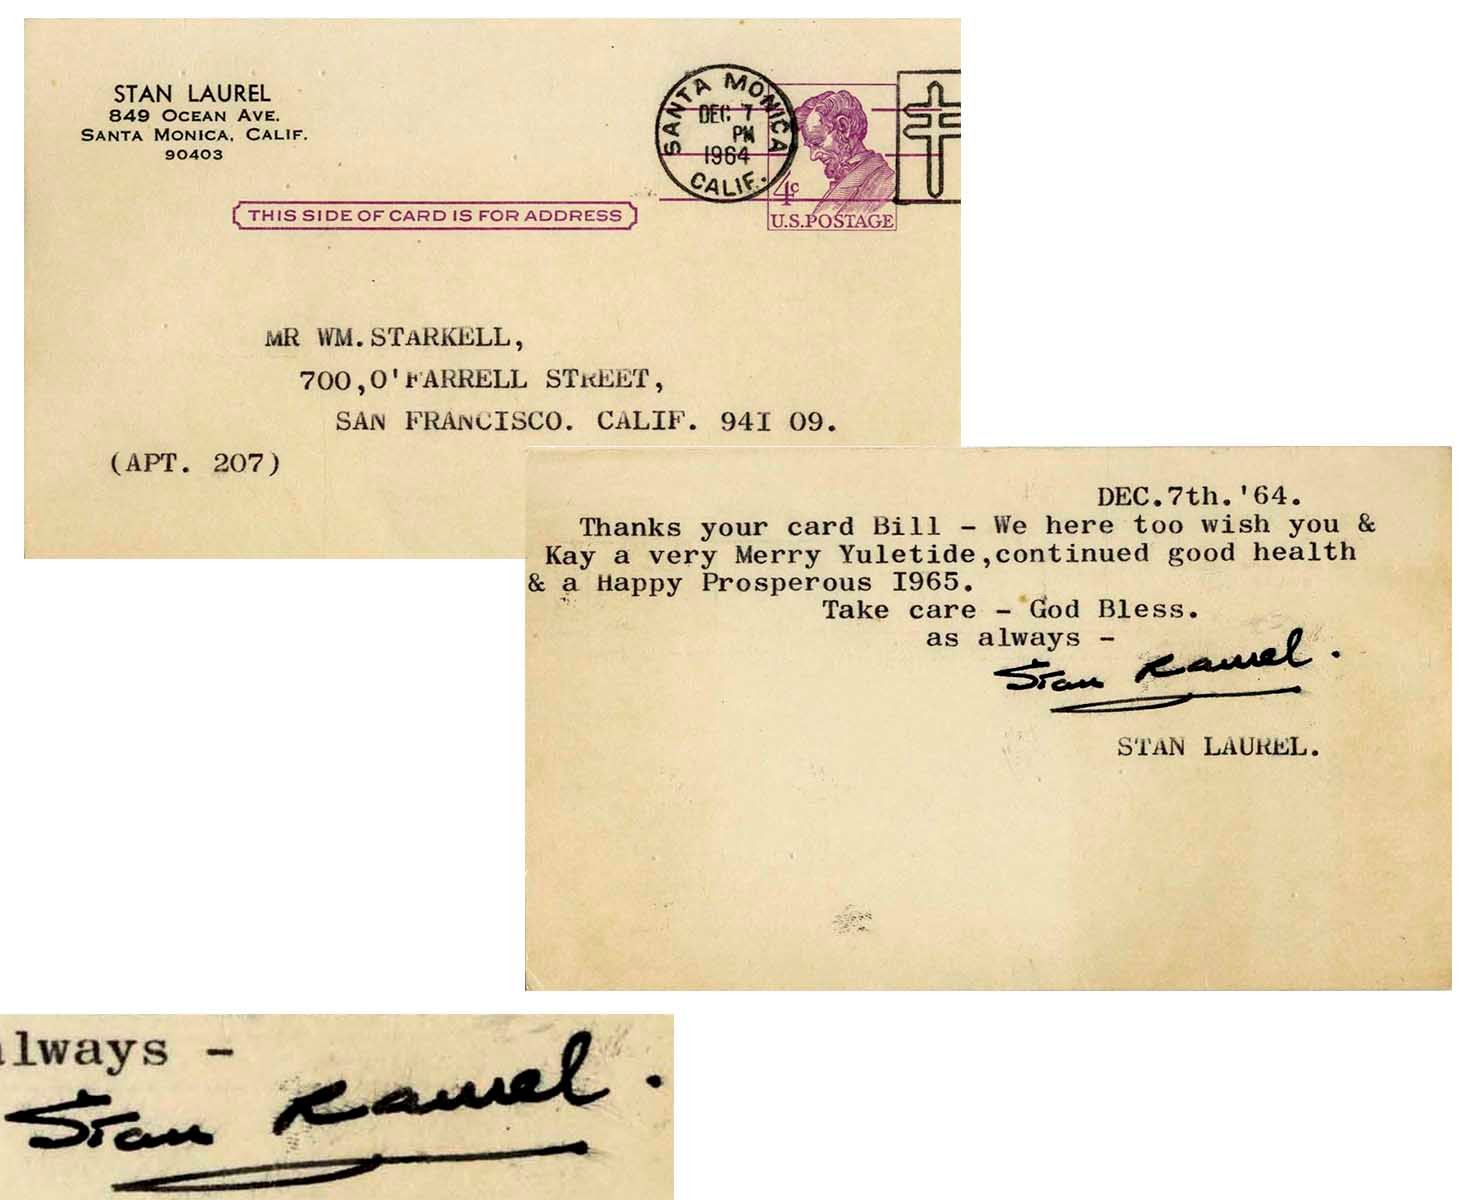 STAN LAUREL
849 OCEAN AVE.
SANTA MONICA, CALIF.
90403
SANTA MONICA
DEC 7
PM
1964
CALIF.
4c
U.S.POSTAGE
THIS SIDE OF CARD IS FOR ADDRESS
MR WM.STARKELL,
700,O'FARRELL STREET,
SAN FRANCISCO. CALIF. 94I 09.
(APT. 207)
DEC.7th.'64.
Thanks your card Bill - We here too wish you &
Kay a very Merry Yuletide,continued good health
& a Happy Prosperous I965.
Take care - God Bless.
as always -
Stan Laurel.
STAN LAUREL.
always -
Stan Laurel.